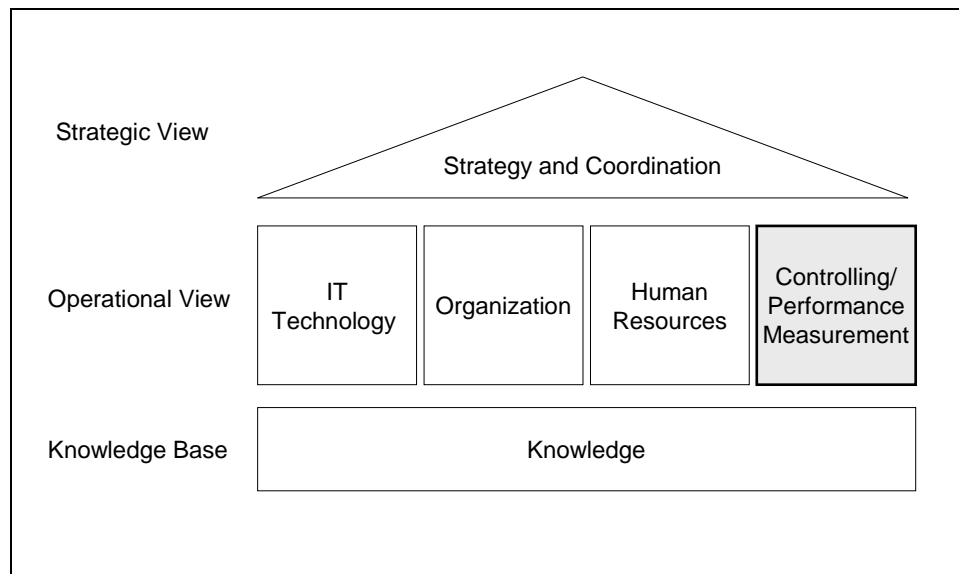 Strategic View
Strategy and Coordination
Operational View
IT
Technology
Organization
Human
Resources
Controlling/
Performance
Measurement
Knowledge Base
Knowledge